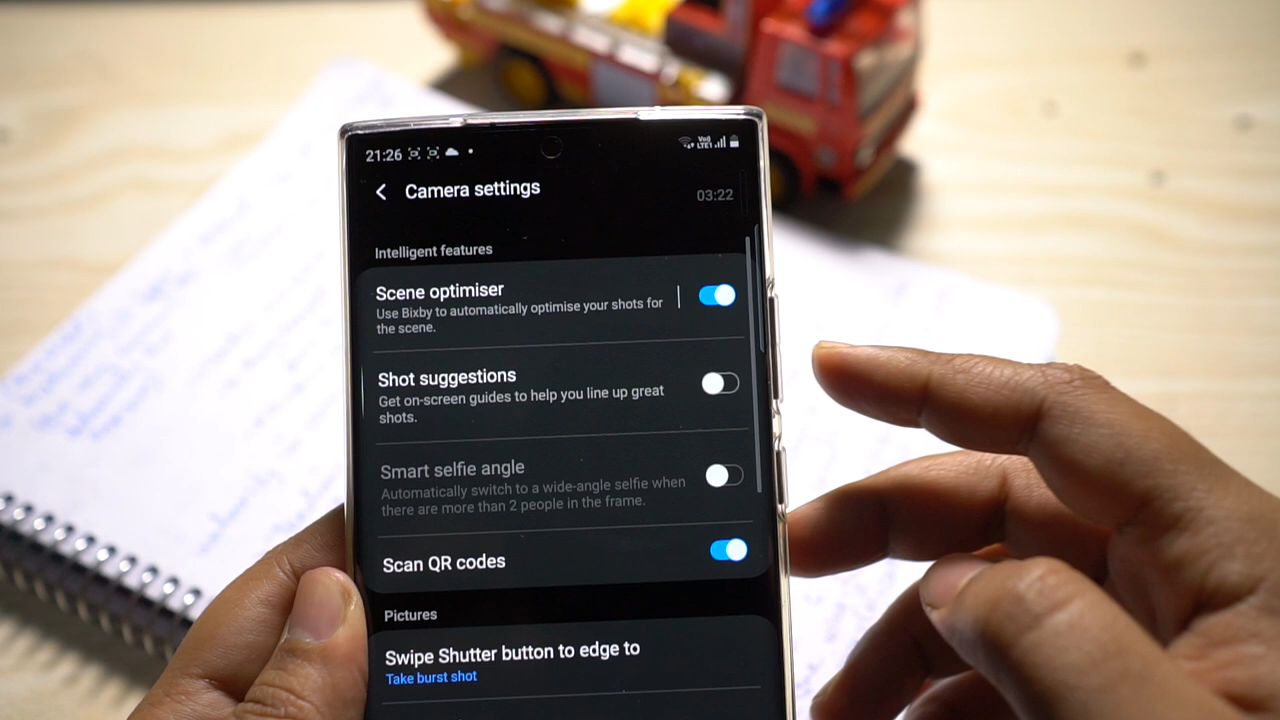 21:26
VoD
LTE1
Camera settings
03:22
Intelligent features
Scene optimiser
Use Bixby to automatically optimise your shots for
the scene.
Shot suggestions
Get on-screen guides to help you line up great
shots.
Smart selfie angle
Automatically switch to a wide-angle selfie when
there are more than 2 people in the frame.
Scan QR codes
Pictures
Swipe Shutter button to edge to
Take burst shot